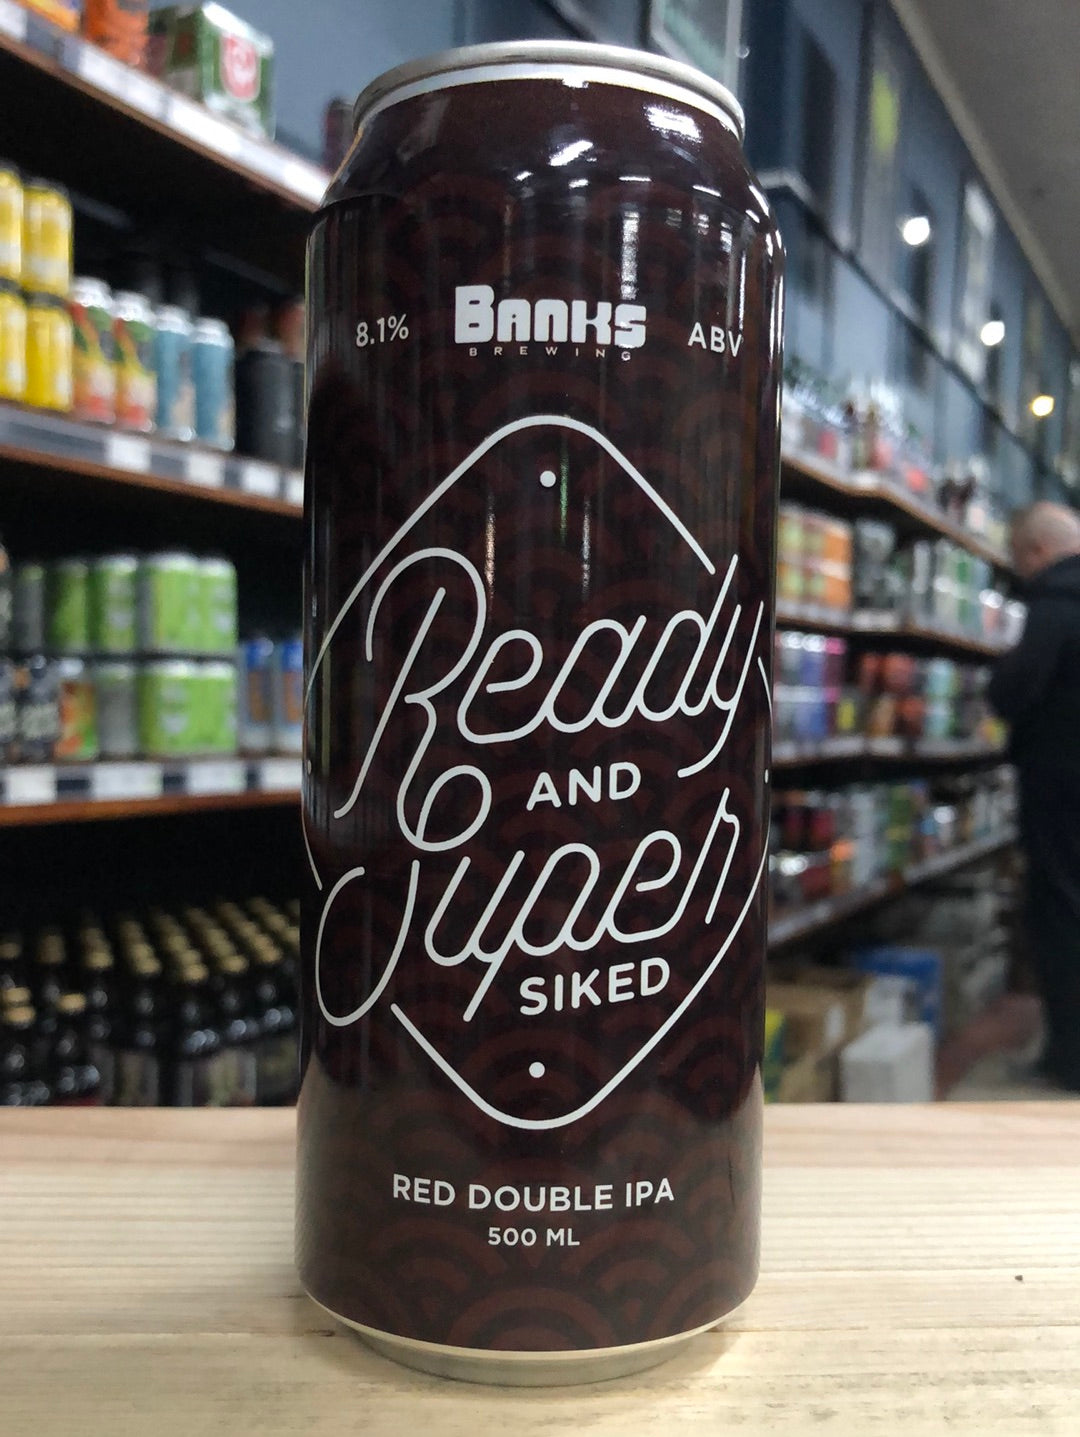 8.1% BANKS ABV
BREWING
Ready
AND
Super
SIKED
RED DOUBLE IPA
500 ML